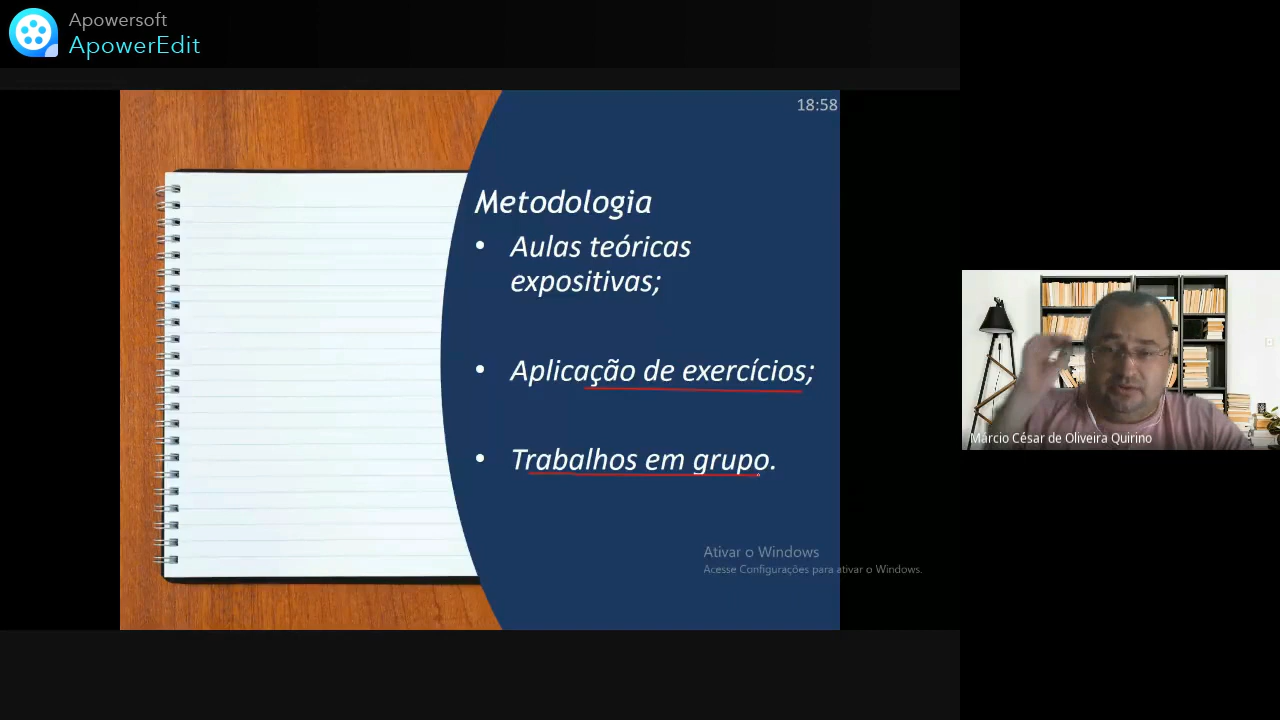 Apowersoft
ApowerEdit
18:58
Metodologia
• Aulas teóricas
expositivas;
• Aplicação de exercícios;
• Trabalhos em grupo.
Ativar o Windows
Acesse Configurações para ativar o Windows.
Márcio César de Oliveira Quirino